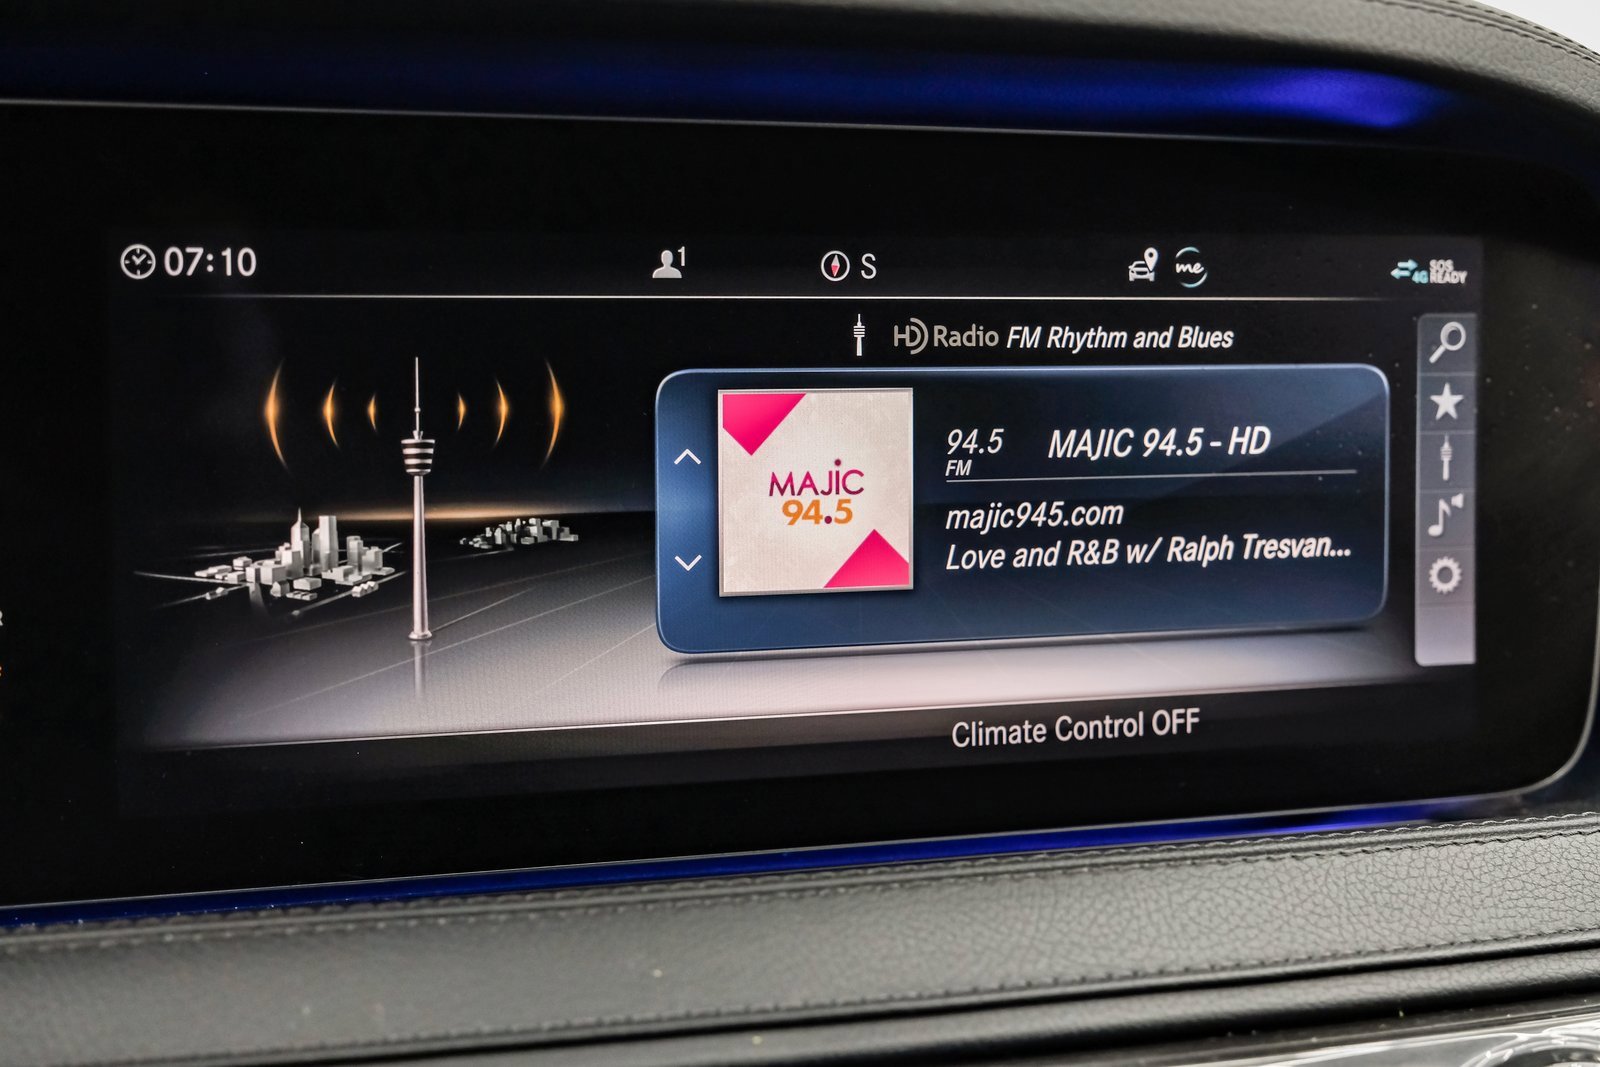 07:10
1
S
me
4G
SOS
READY
HD Radio FM Rhythm and Blues
MAJiC
94.5
94.5
FM
MAJIC 94.5 - HD
majic945.com
Love and R&B w/ Ralph Tresvan...
Climate Control OFF